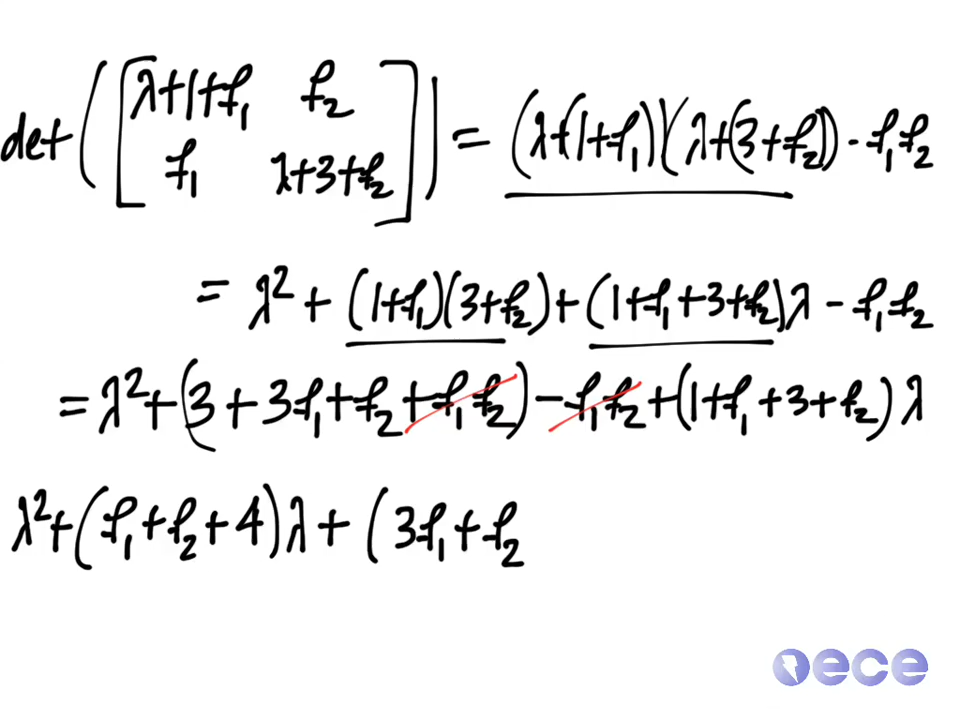 det([λ+1+f₁ f₂
f₁ λ+3+f₂]) = (λ+(1+f₁))(λ+(3+f₂)) - f₁f₂
= λ² + (1+f₁)(3+f₂) + (1+f₁+3+f₂)λ - f₁f₂
= λ² + (3 + 3f₁ + f₂ + f₁f₂) - f₁f₂ + (1+f₁+3+f₂)λ
λ² + (f₁+f₂+4)λ + (3f₁+f₂
ece